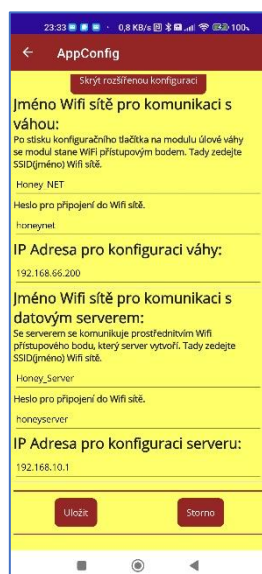 23:33 0,8 KB/s 100%
AppConfig
Skrýt rozšířenou konfiguraci
Jméno Wifi sítě pro komunikaci s
váhou:
Po stisku konfiguračního tlačítka na modulu úlové váhy
se modul stane WiFi přístupovým bodem. Tady zedejte
SSID(jméno) Wifi sítě.
Honey_NET
Heslo pro připojení do Wifi sítě.
honeynet
IP Adresa pro konfiguraci váhy:
192.168.66.200
Jméno Wifi sítě pro komunikaci s
datovým serverem:
Se serverem se komunikuje prostřednitvím Wifi
přístupového bodu, který server vytvoří. Tady zedejte
SSID(jméno) Wifi sítě.
Honey_Server
Heslo pro připojení do Wifi sítě.
honeyserver
IP Adresa pro konfiguraci serveru:
192.168.10.1
Uložit Storno